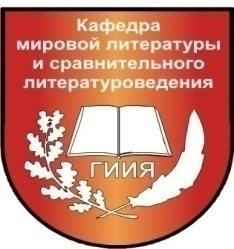 Кафедра
мировой литературы
и сравнительного
литературоведения
ГИИЯ